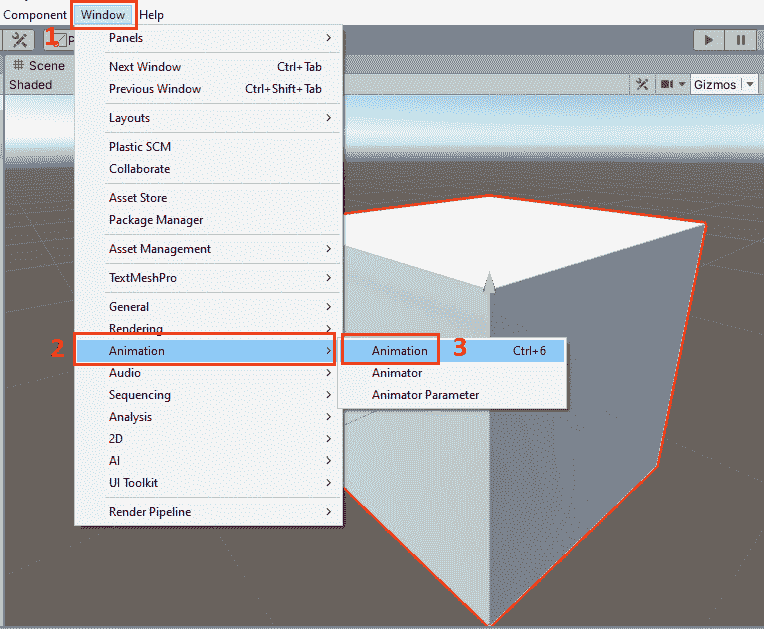 Component Window Help
1
P
# Scene
Shaded
Gizmos
Panels
Next Window Ctrl+Tab
Previous Window Ctrl+Shift+Tab
Layouts
Plastic SCM
Collaborate
Asset Store
Package Manager
Asset Management
TextMeshPro
General
Rendering
2 Animation
Animation 3 Ctrl+6
Audio
Animator
Sequencing
Animator Parameter
Analysis
2D
AI
UI Toolkit
Render Pipeline